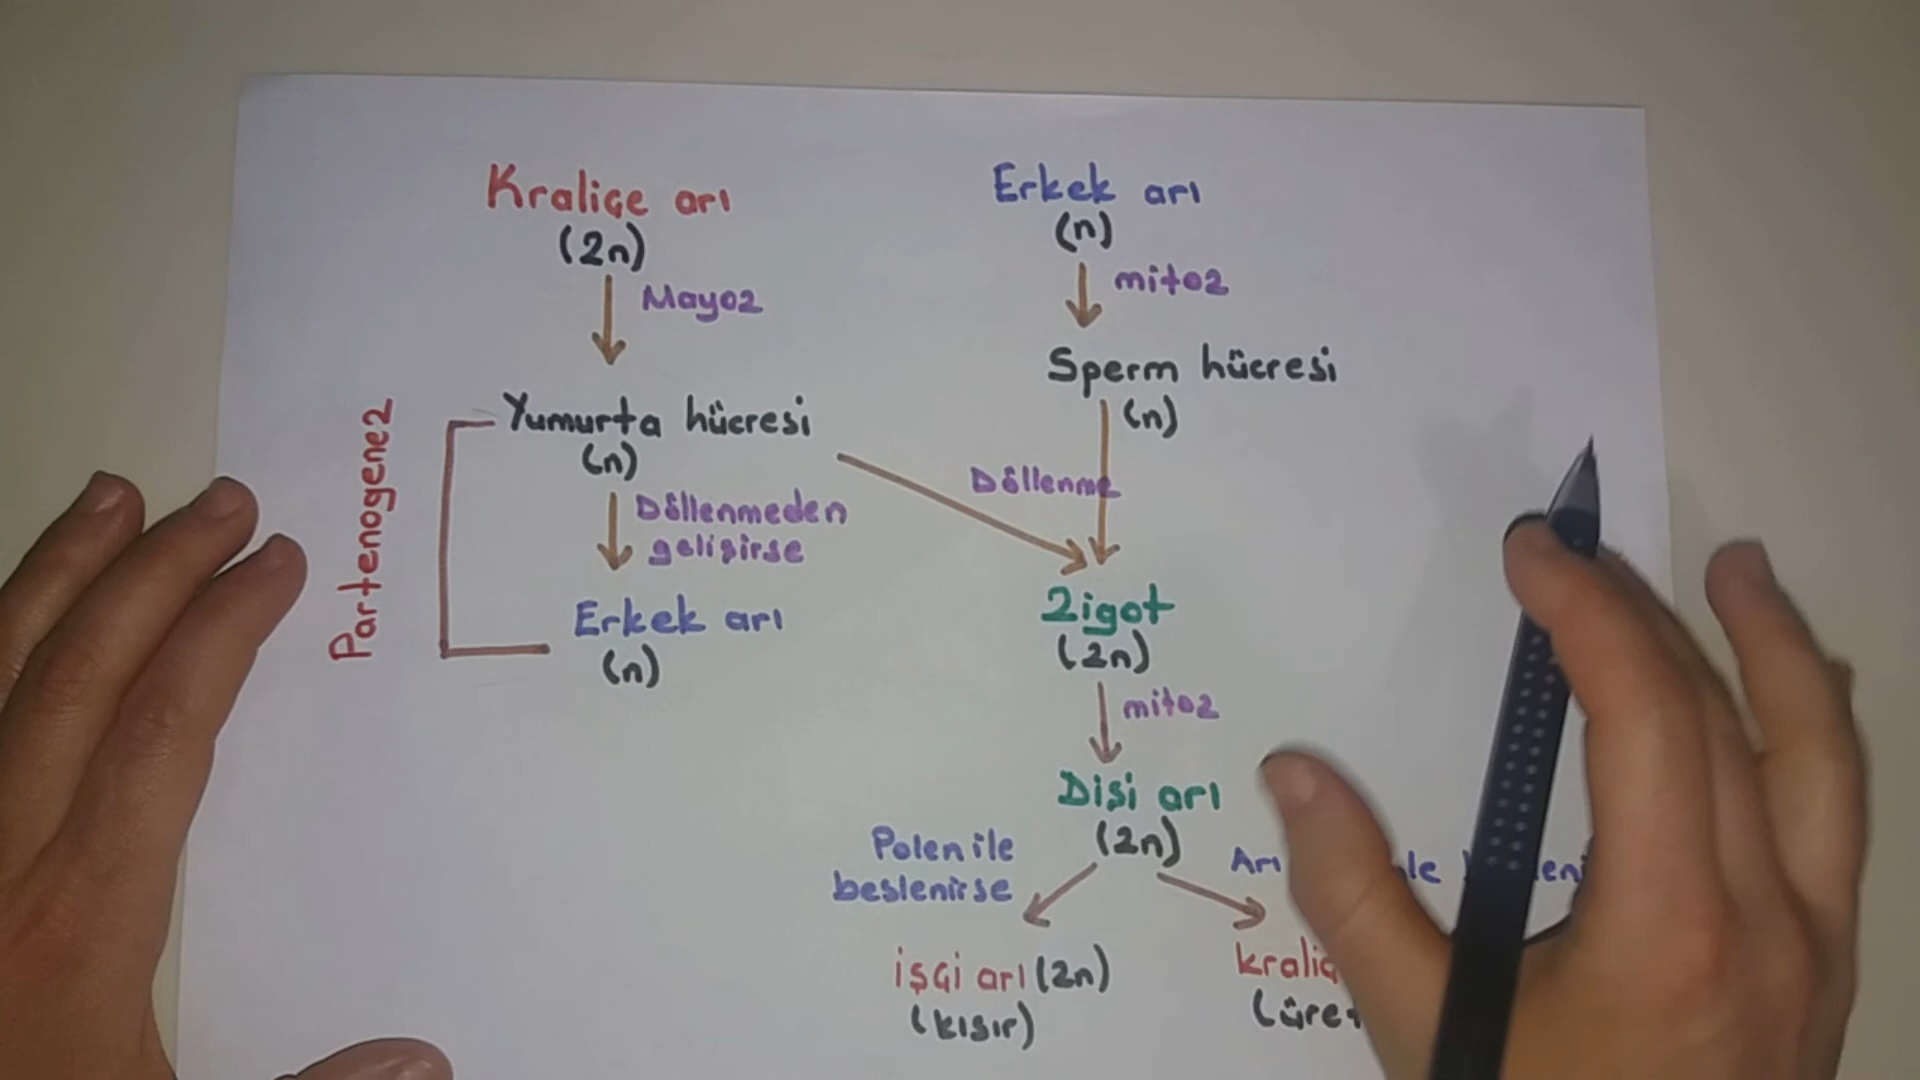 Kraliçe arı
(2n)
Mayoz
Yumurta hücresi
(n)
Döllenmeden
gelişirse
Erkek arı
(n)
Partenogenez
Erkek arı
(n)
mitoz
Sperm hücresi
(n)
Döllenme
Zigot
(2n)
mitoz
Dişi arı
(2n)
Polen ile
beslenirse
işçi arı (2n)
(kısır)
Arı